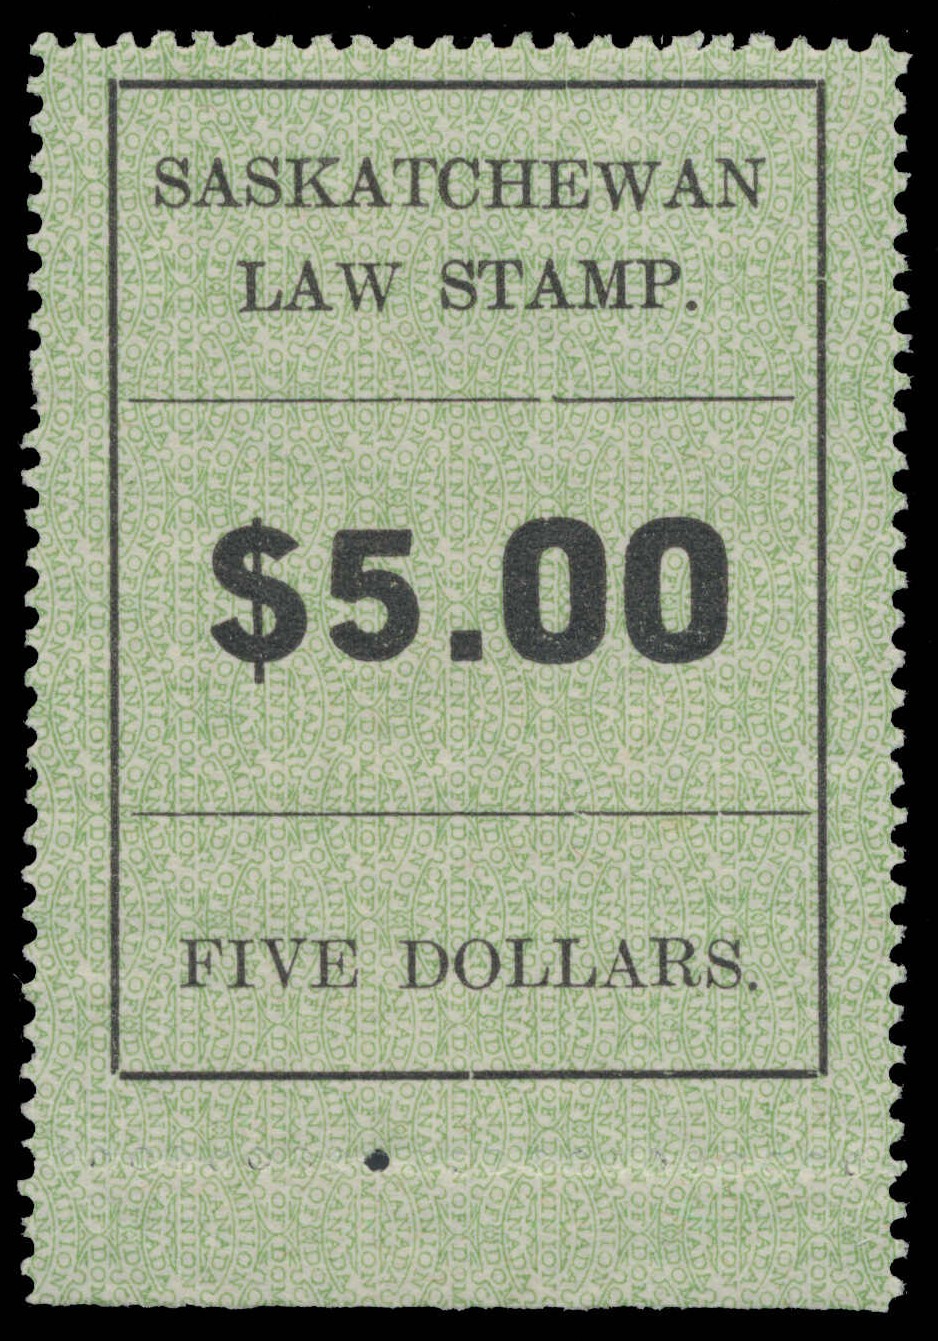 SASKATCHEWAN
LAW STAMP.
$5.00
FIVE DOLLARS.